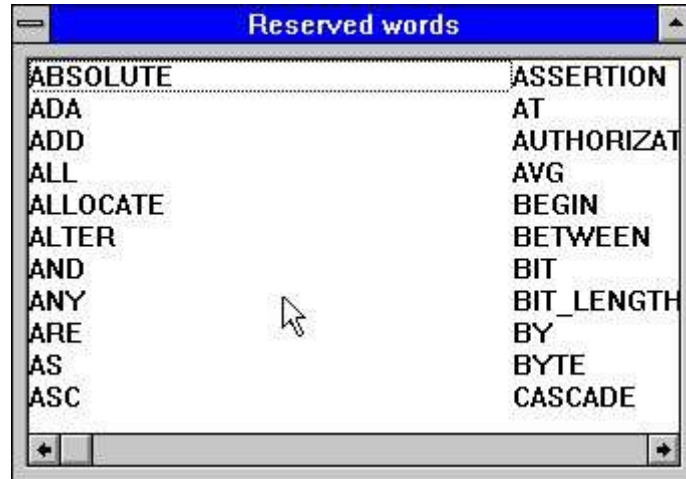 Reserved words
ABSOLUTE
ADA
ADD
ALL
ALLOCATE
ALTER
AND
ANY
ARE
AS
ASC
ASSERTION
AT
AUTHORIZAT
AVG
BEGIN
BETWEEN
BIT
BIT_LENGTH
BY
BYTE
CASCADE